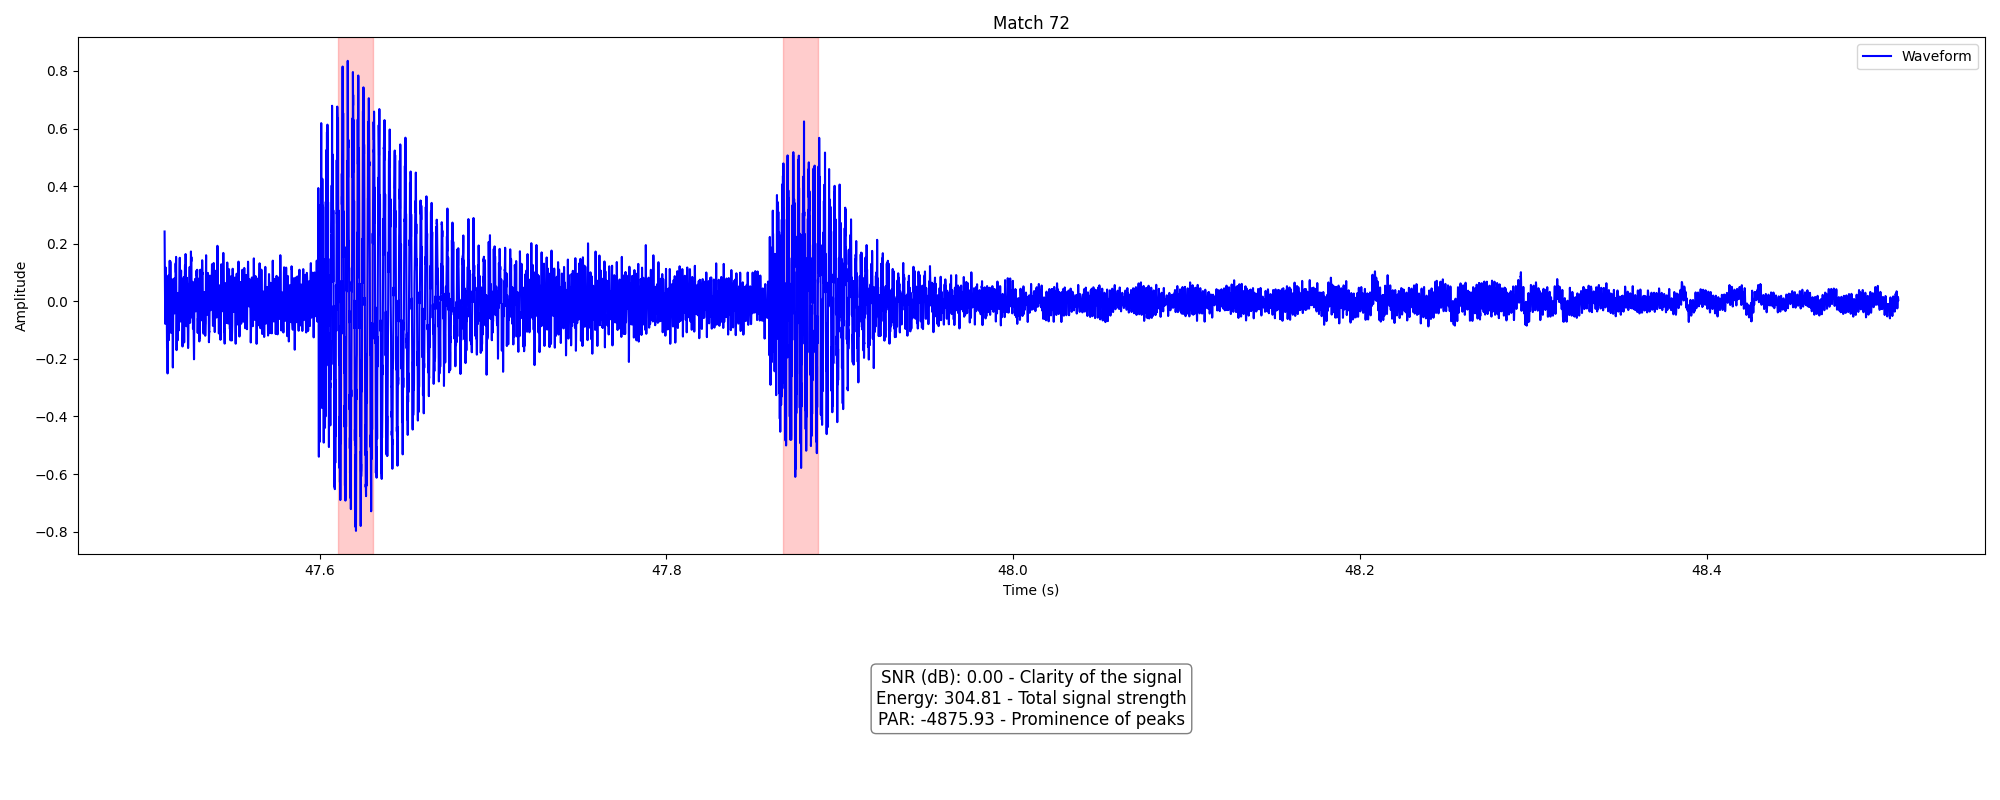 Match 72
Waveform
0.8
0.6
0.4
0.2
0.0
−0.2
−0.4
−0.6
−0.8
Amplitude
47.6 47.8 48.0 48.2 48.4
Time (s)
SNR (dB): 0.00 - Clarity of the signal
Energy: 304.81 - Total signal strength
PAR: -4875.93 - Prominence of peaks